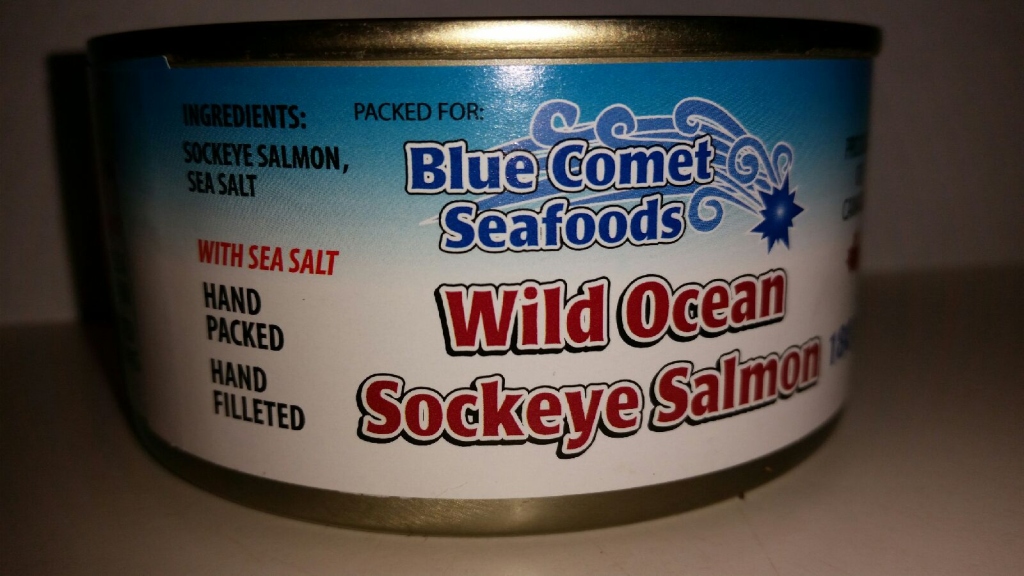 INGREDIENTS:
SOCKEYE SALMON,
SEA SALT
WITH SEA SALT
HAND
PACKED
HAND
FILLETED
PACKED FOR:
Blue Comet
Seafoods
Wild Ocean
Sockeye Salmon